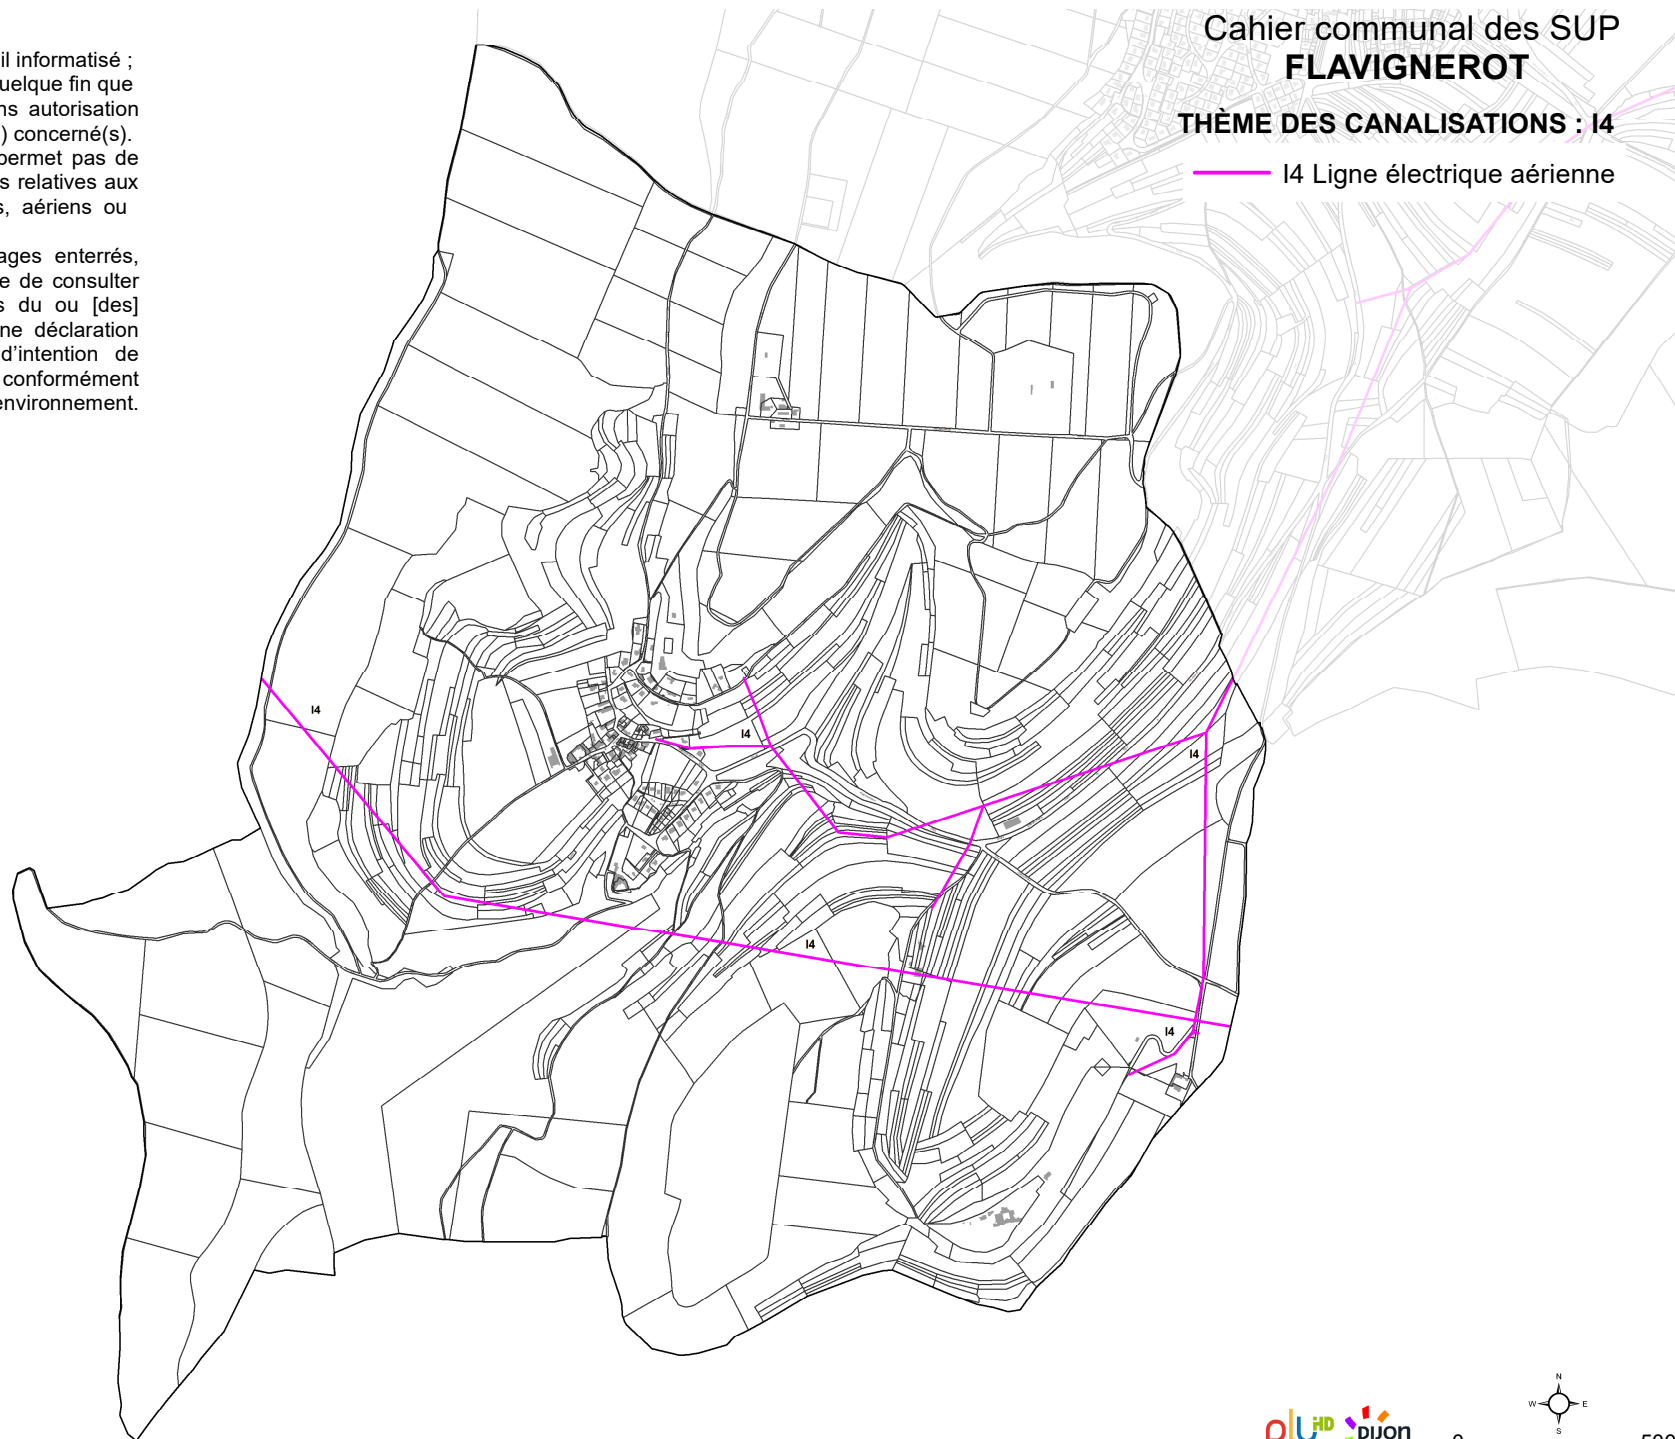 Cahier communal des SUP
FLAVIGNEROT
THÈME DES CANALISATIONS : I4
I4 Ligne électrique aérienne
il informatisé ;
uelque fin que
ns autorisation
) concerné(s).
permet pas de
s relatives aux
s, aériens ou
ages enterrés,
e de consulter
s du ou [des]
ne déclaration
d’intention de
conformément
environnement.
I4
I4
I4
I4
I4
N
W E
S
plu HD
DIJON
0
500